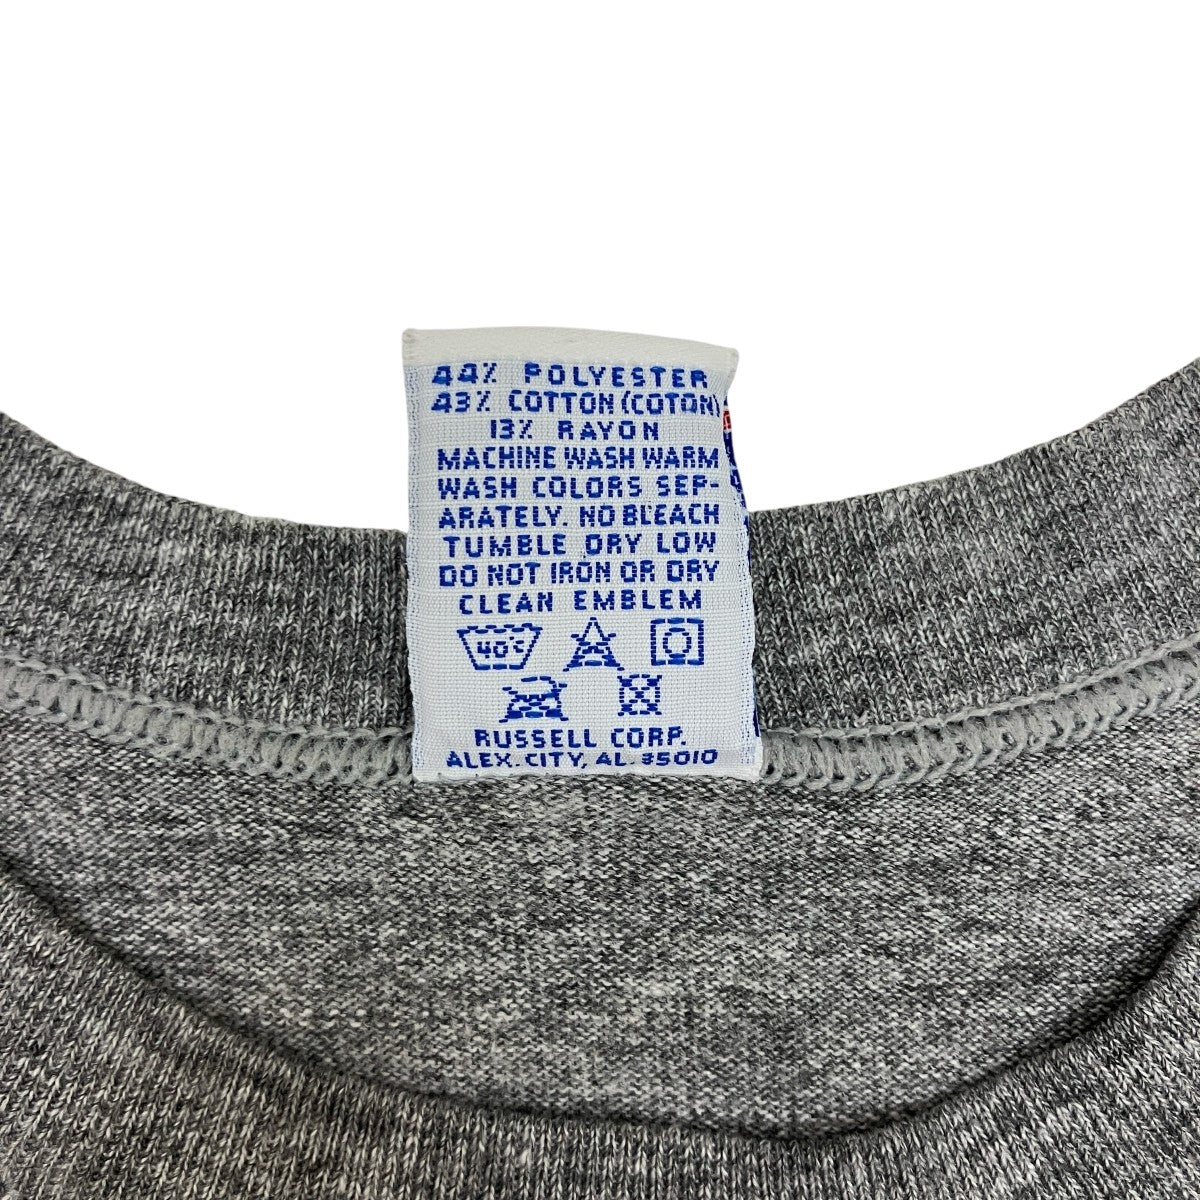 44% POLYESTER
43% COTTON (COTON)
13% RAYON
MACHINE WASH WARM
WASH COLORS SEP-
ARATELY. NO BLEACH
TUMBLE DRY LOW
DO NOT IRON OR DRY
CLEAN EMBLEM
40°C
RUSSELL CORP.
ALEX. CITY, AL. 35010